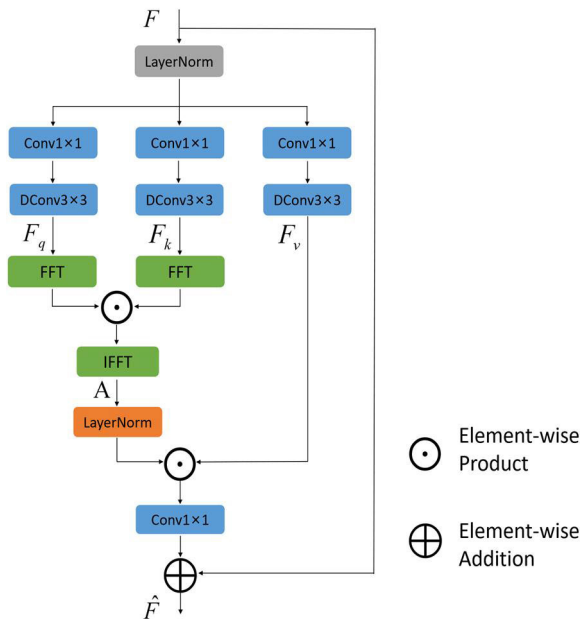 F
LayerNorm
Conv1×1 Conv1×1 Conv1×1
DConv3×3 DConv3×3 DConv3×3
F_q F_k F_v
FFT FFT
IFFT
A
LayerNorm
Element-wise
Product
Conv1×1
Element-wise
Addition
F̂